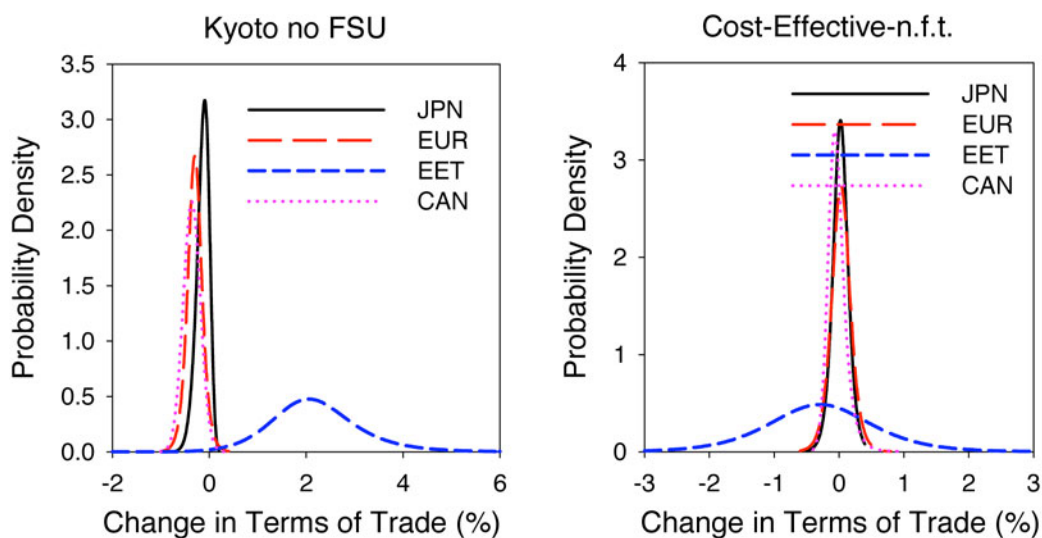 Kyoto no FSU
3.5
3.0
2.5
2.0
1.5
1.0
0.5
0.0
-2
0
2
4
6
Probability Density
Change in Terms of Trade (%)
JPN
EUR
EET
CAN
Cost-Effective-n.f.t.
4
3
2
1
0
-3
-2
-1
0
1
2
3
Probability Density
Change in Terms of Trade (%)
JPN
EUR
EET
CAN